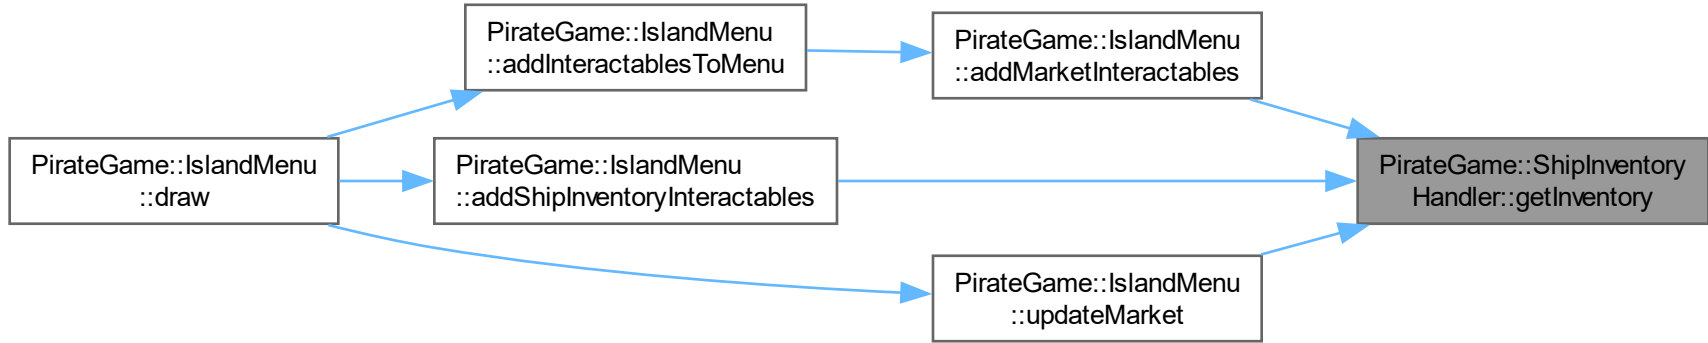 PirateGame::IslandMenu
::addInteractablesToMenu
PirateGame::IslandMenu
::addMarketInteractables
PirateGame::IslandMenu
::draw
PirateGame::IslandMenu
::addShipInventoryInteractables
PirateGame::ShipInventory
Handler::getInventory
PirateGame::IslandMenu
::updateMarket